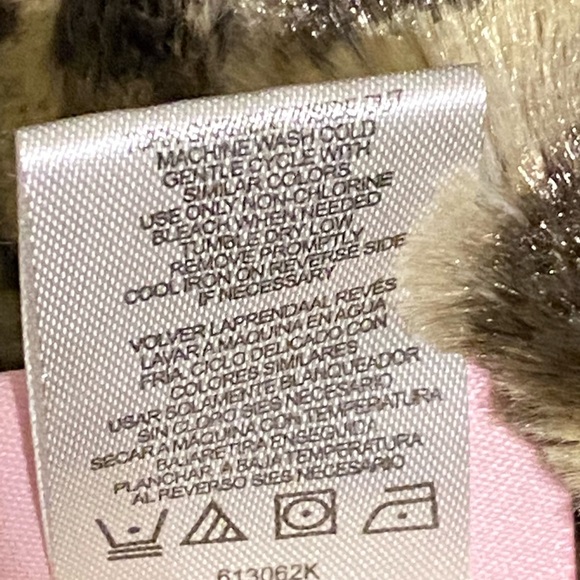 MACHINE WASH COLD
GENTLE CYCLE WITH
SIMILAR COLORS
USE ONLY NON-CHLORINE
BLEACH WHEN NEEDED
TUMBLE DRY LOW
REMOVE PROMPTLY
COOL IRON ON REVERSE SIDE
IF NECESSARY
VOLVER LAPRENDAAL REVES
LAVAR A MAQUINA EN AGUA
FRIA, CICLO DELICADO CON
COLORES SIMILARES
USAR SOLAMENTE BLANQUEADOR
SIN CLORO SIES NECESARIO
SECAR A MAQUINA CON TEMPERATURA
BAJARETIRA ENSEGUIDA
PLANCHAR A BAJA TEMPERATURA
AL REVERSO SIES NECESARIO
613062K